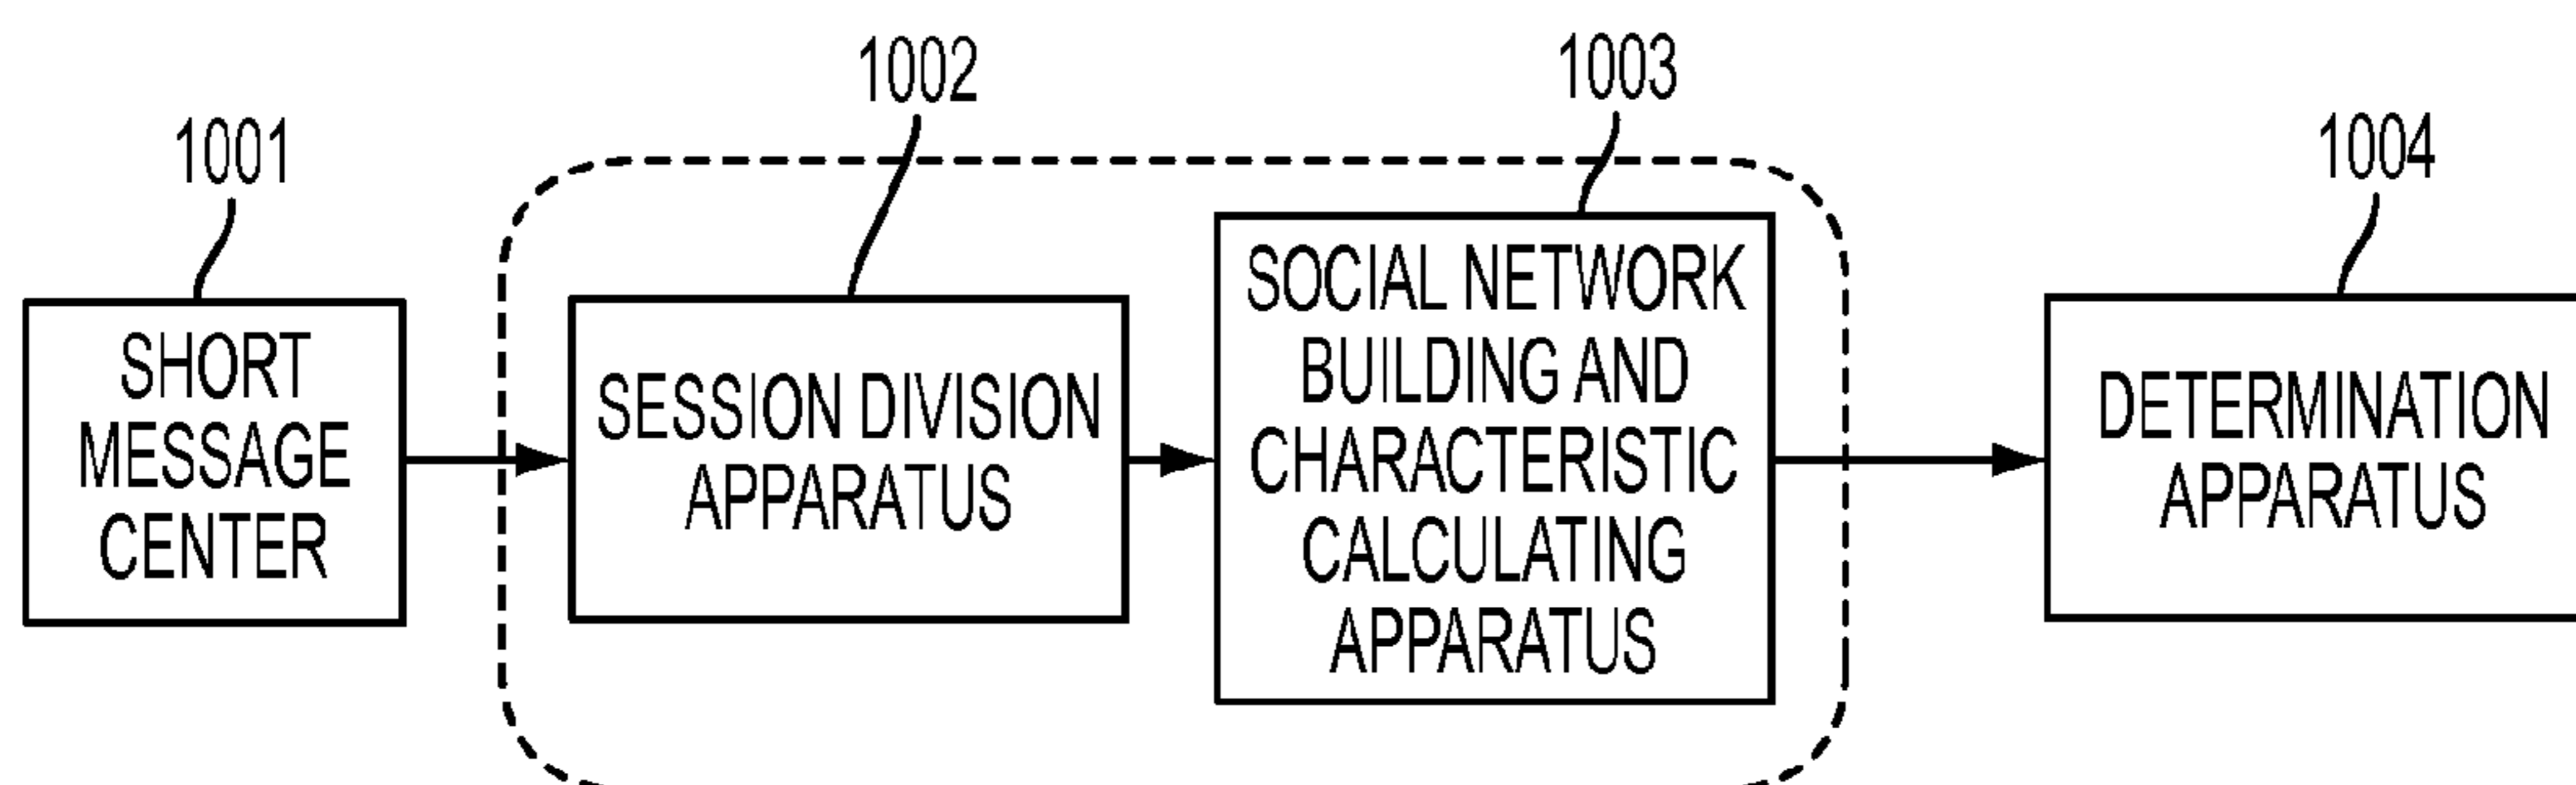 1001
1002
1003
1004
SHORT
MESSAGE
CENTER
SESSION DIVISION
APPARATUS
SOCIAL NETWORK
BUILDING AND
CHARACTERISTIC
CALCULATING
APPARATUS
DETERMINATION
APPARATUS